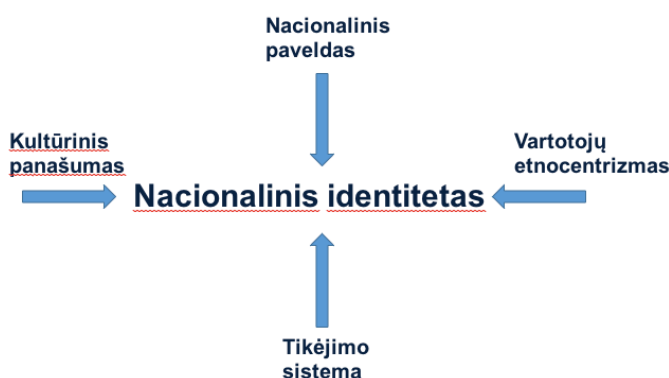 Nacionalinis
paveldas
Kultūrinis
panašumas
Vartotojų
etnocentrizmas
Nacionalinis identitetas
Tikėjimo
sistema